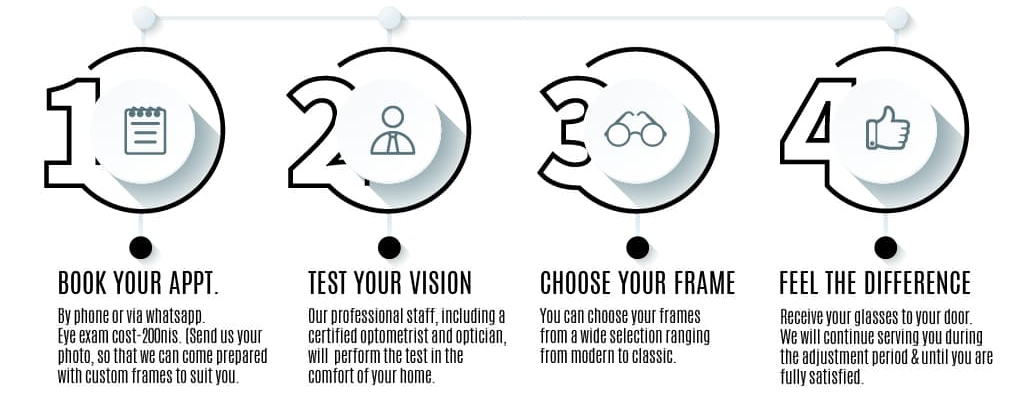 1
BOOK YOUR APPT.
By phone or via whatsapp.
Eye exam cost-200nis. (Send us your
photo, so that we can come prepared
with custom frames to suit you.
2
TEST YOUR VISION
Our professional staff, including a
certified optometrist and optician,
will perform the test in the
comfort of your home.
3
CHOOSE YOUR FRAME
You can choose your frames
from a wide selection ranging
from modern to classic.
4
FEEL THE DIFFERENCE
Receive your glasses to your door.
We will continue serving you during
the adjustment period & until you are
fully satisfied.